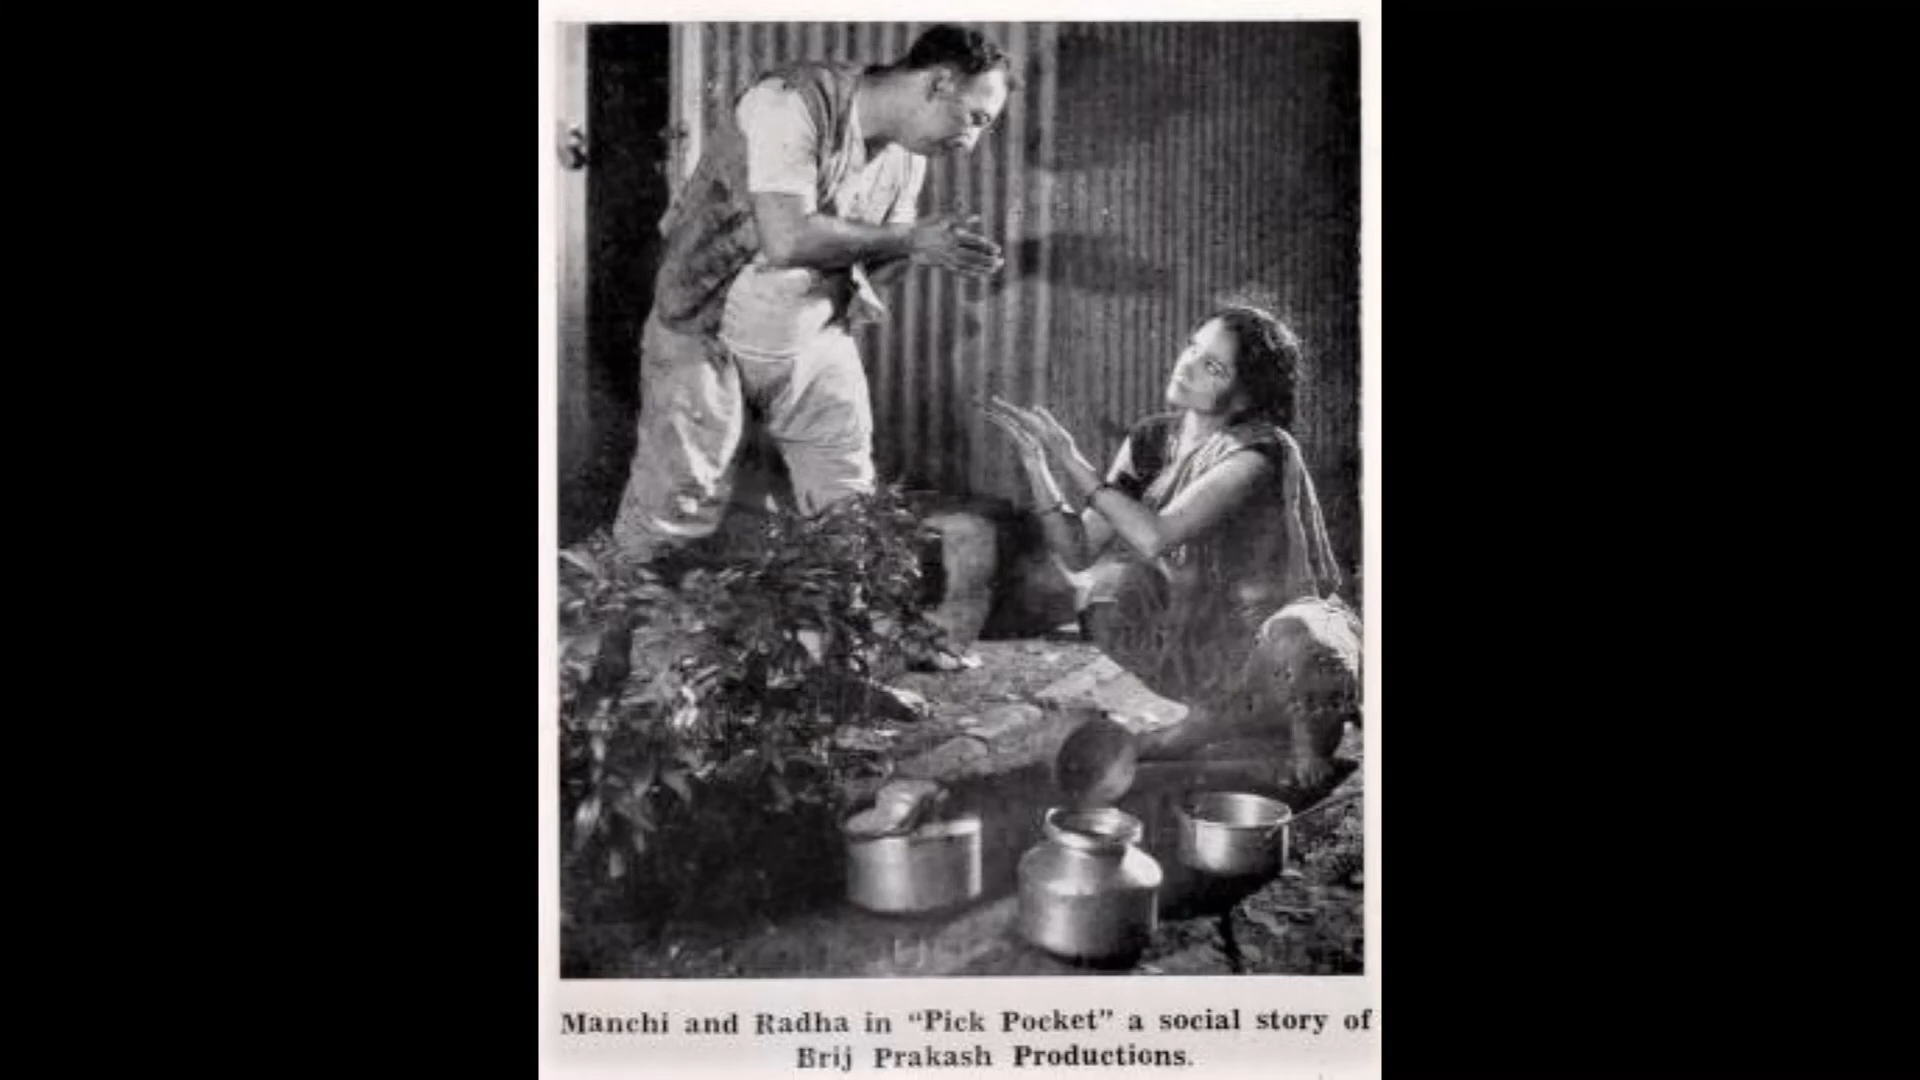 Manchi and Radha in "Pick Pocket" a social story of
Brij Prakash Productions.